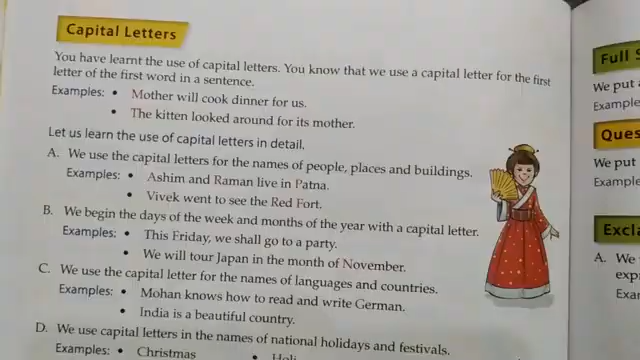 Capital Letters
You have learnt the use of capital letters. You know that we use a capital letter for the first
letter of the first word in a sentence.
Examples: • Mother will cook dinner for us.
• The kitten looked around for its mother.
Let us learn the use of capital letters in detail.
A. We use the capital letters for the names of people, places and buildings.
Examples: • Ashim and Raman live in Patna.
• Vivek went to see the Red Fort.
B. We begin the days of the week and months of the year with a capital letter.
Examples: • This Friday, we shall go to a party.
• We will tour Japan in the month of November.
C. We use the capital letter for the names of languages and countries.
Examples: • Mohan knows how to read and write German.
• India is a beautiful country.
D. We use capital letters in the names of national holidays and festivals.
Examples: • Christmas • Holi
Full
We put
Example
Ques
We put
Example
Excla
A. We
exp
Exar